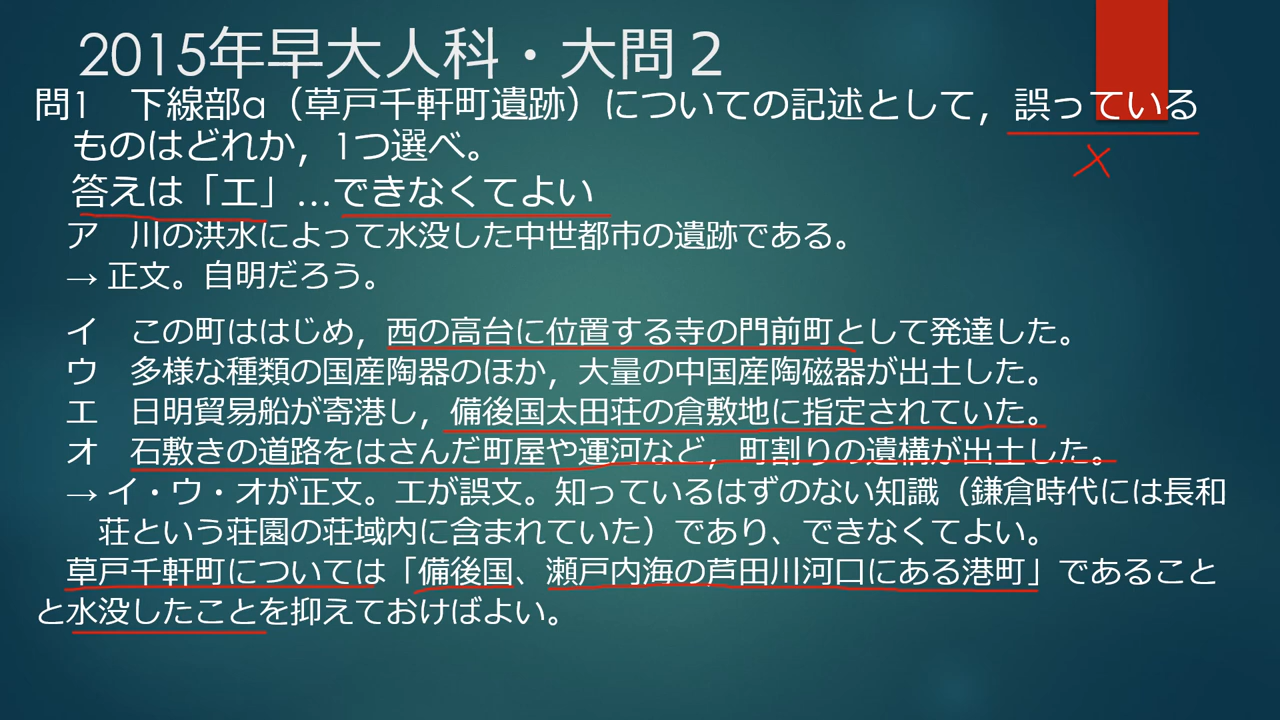 2015年早大人科・大問２
問1　下線部α（草戸千軒町遺跡）についての記述として，誤っている
ものはどれか，1つ選べ。
答えは「エ」…できなくてよい
ア　川の洪水によって水没した中世都市の遺跡である。
→ 正文。自明だろう。
イ　この町ははじめ，西の高台に位置する寺の門前町として発達した。
ウ　多様な種類の国産陶器のほか，大量の中国産陶磁器が出土した。
エ　日明貿易船が寄港し，備後国太田荘の倉敷地に指定されていた。
オ　石敷きの道路をはさんだ町屋や運河など，町割りの遺構が出土した。
→ イ・ウ・オが正文。エが誤文。知っているはずのない知識（鎌倉時代には長和
荘という荘園の荘域内に含まれていた）であり、できなくてよい。
草戸千軒町については「備後国、瀬戸内海の芦田川河口にある港町」であること
と水没したことを抑えておけばよい。